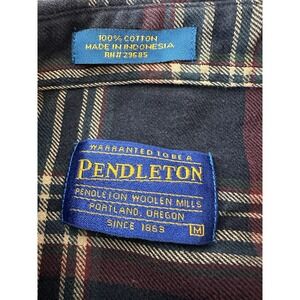 100% COTTON
MADE IN INDONESIA
RN# 29685
WARRANTED TO BE A
PENDLETON
PENDLETON WOOLEN MILLS
PORTLAND, OREGON
SINCE 1863
M